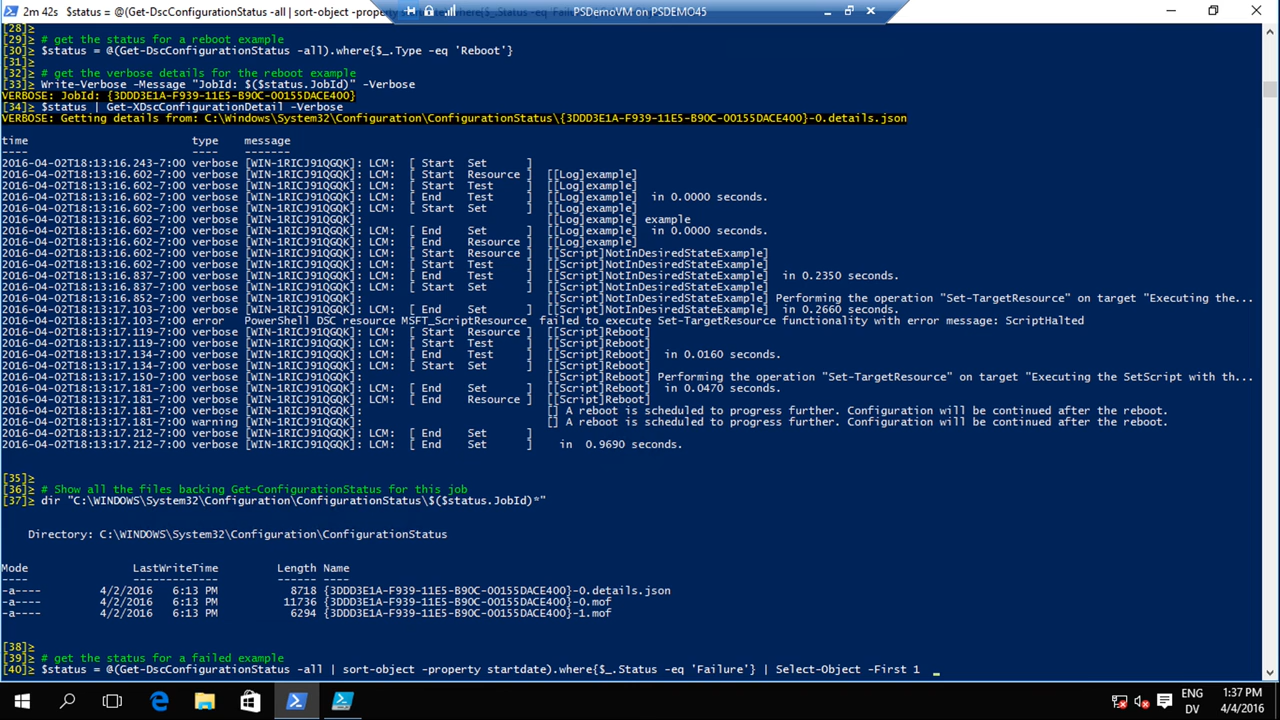 2m 42s @(Get-DscConfigurationStatus -all | sort-object -property
PSDemoVM on PSDEMO45
[28]>
[29]> # get the status for a reboot example
[30]> $status = @(Get-DscConfigurationStatus -all).where{$_.Type -eq 'Reboot'}
[31]>
[32]> # get the verbose details for the reboot example
[33]> Write-Verbose -Message "JobId: $($status.JobId)" -Verbose
VERBOSE: JobId: {3DDD3E1A-F939-11E5-B90C-00155DACE400}
[34]> $status | Get-XDscConfigurationDetail -Verbose
VERBOSE: Getting details from: C:\Windows\System32\Configuration\ConfigurationStatus\{3DDD3E1A-F939-11E5-B90C-00155DACE400}-0.details.json
time type message
---- ---- -------
2016-04-02T18:13:16.243-7:00 verbose [WIN-1RICJ91QGQK]: LCM: [ Start Set ]
2016-04-02T18:13:16.602-7:00 verbose [WIN-1RICJ91QGQK]: LCM: [ Start Resource ] [[Log]example]
2016-04-02T18:13:16.602-7:00 verbose [WIN-1RICJ91QGQK]: LCM: [ Start Test ] [[Log]example]
2016-04-02T18:13:16.602-7:00 verbose [WIN-1RICJ91QGQK]: LCM: [ End Test ] [[Log]example] in 0.0000 seconds.
2016-04-02T18:13:16.602-7:00 verbose [WIN-1RICJ91QGQK]: LCM: [ Start Set ] [[Log]example]
2016-04-02T18:13:16.602-7:00 verbose [WIN-1RICJ91QGQK]: [[Log]example] example
2016-04-02T18:13:16.602-7:00 verbose [WIN-1RICJ91QGQK]: LCM: [ End Set ] [[Log]example] in 0.0000 seconds.
2016-04-02T18:13:16.602-7:00 verbose [WIN-1RICJ91QGQK]: LCM: [ End Resource ] [[Log]example]
2016-04-02T18:13:16.602-7:00 verbose [WIN-1RICJ91QGQK]: LCM: [ Start Resource ] [[Script]NotInDesiredStateExample]
2016-04-02T18:13:16.602-7:00 verbose [WIN-1RICJ91QGQK]: LCM: [ Start Test ] [[Script]NotInDesiredStateExample]
2016-04-02T18:13:16.837-7:00 verbose [WIN-1RICJ91QGQK]: LCM: [ End Test ] [[Script]NotInDesiredStateExample] in 0.2350 seconds.
2016-04-02T18:13:16.837-7:00 verbose [WIN-1RICJ91QGQK]: LCM: [ Start Set ] [[Script]NotInDesiredStateExample]
2016-04-02T18:13:16.852-7:00 verbose [WIN-1RICJ91QGQK]: [[Script]NotInDesiredStateExample] Performing the operation "Set-TargetResource" on target "Executing the...
2016-04-02T18:13:17.103-7:00 verbose [WIN-1RICJ91QGQK]: LCM: [ End Set ] [[Script]NotInDesiredStateExample] in 0.2660 seconds.
2016-04-02T18:13:17.103-7:00 error PowerShell DSC resource MSFT_ScriptResource failed to execute Set-TargetResource functionality with error message: ScriptHalted
2016-04-02T18:13:17.119-7:00 verbose [WIN-1RICJ91QGQK]: LCM: [ Start Resource ] [[Script]Reboot]
2016-04-02T18:13:17.119-7:00 verbose [WIN-1RICJ91QGQK]: LCM: [ Start Test ] [[Script]Reboot]
2016-04-02T18:13:17.134-7:00 verbose [WIN-1RICJ91QGQK]: LCM: [ End Test ] [[Script]Reboot] in 0.0160 seconds.
2016-04-02T18:13:17.134-7:00 verbose [WIN-1RICJ91QGQK]: LCM: [ Start Set ] [[Script]Reboot]
2016-04-02T18:13:17.150-7:00 verbose [WIN-1RICJ91QGQK]: [[Script]Reboot] Performing the operation "Set-TargetResource" on target "Executing the SetScript with th...
2016-04-02T18:13:17.181-7:00 verbose [WIN-1RICJ91QGQK]: LCM: [ End Set ] [[Script]Reboot] in 0.0470 seconds.
2016-04-02T18:13:17.181-7:00 verbose [WIN-1RICJ91QGQK]: LCM: [ End Resource ] [[Script]Reboot]
2016-04-02T18:13:17.181-7:00 verbose [WIN-1RICJ91QGQK]: [] A reboot is scheduled to progress further. Configuration will be continued after the reboot.
2016-04-02T18:13:17.181-7:00 warning [WIN-1RICJ91QGQK]: [] A reboot is scheduled to progress further. Configuration will be continued after the reboot.
2016-04-02T18:13:17.212-7:00 verbose [WIN-1RICJ91QGQK]: LCM: [ End Set ]
2016-04-02T18:13:17.212-7:00 verbose [WIN-1RICJ91QGQK]: LCM: [ End Set ] in 0.9690 seconds.
[35]>
[36]> # Show all the files backing Get-ConfigurationStatus for this job
[37]> dir "C:\WINDOWS\System32\Configuration\ConfigurationStatus\$($status.JobId)*"
Directory: C:\WINDOWS\System32\Configuration\ConfigurationStatus
Mode LastWriteTime Length Name
---- ------------- ------ ----
-a---- 4/2/2016 6:13 PM 8718 {3DDD3E1A-F939-11E5-B90C-00155DACE400}-0.details.json
-a---- 4/2/2016 6:13 PM 11736 {3DDD3E1A-F939-11E5-B90C-00155DACE400}-0.mof
-a---- 4/2/2016 6:13 PM 6294 {3DDD3E1A-F939-11E5-B90C-00155DACE400}-1.mof
[38]>
[39]> # get the status for a failed example
[40]> $status = @(Get-DscConfigurationStatus -all | sort-object -property startdate).where{$_.Status -eq 'Failure'} | Select-Object -First 1 _
ENG 1:37 PM
DV 4/4/2016